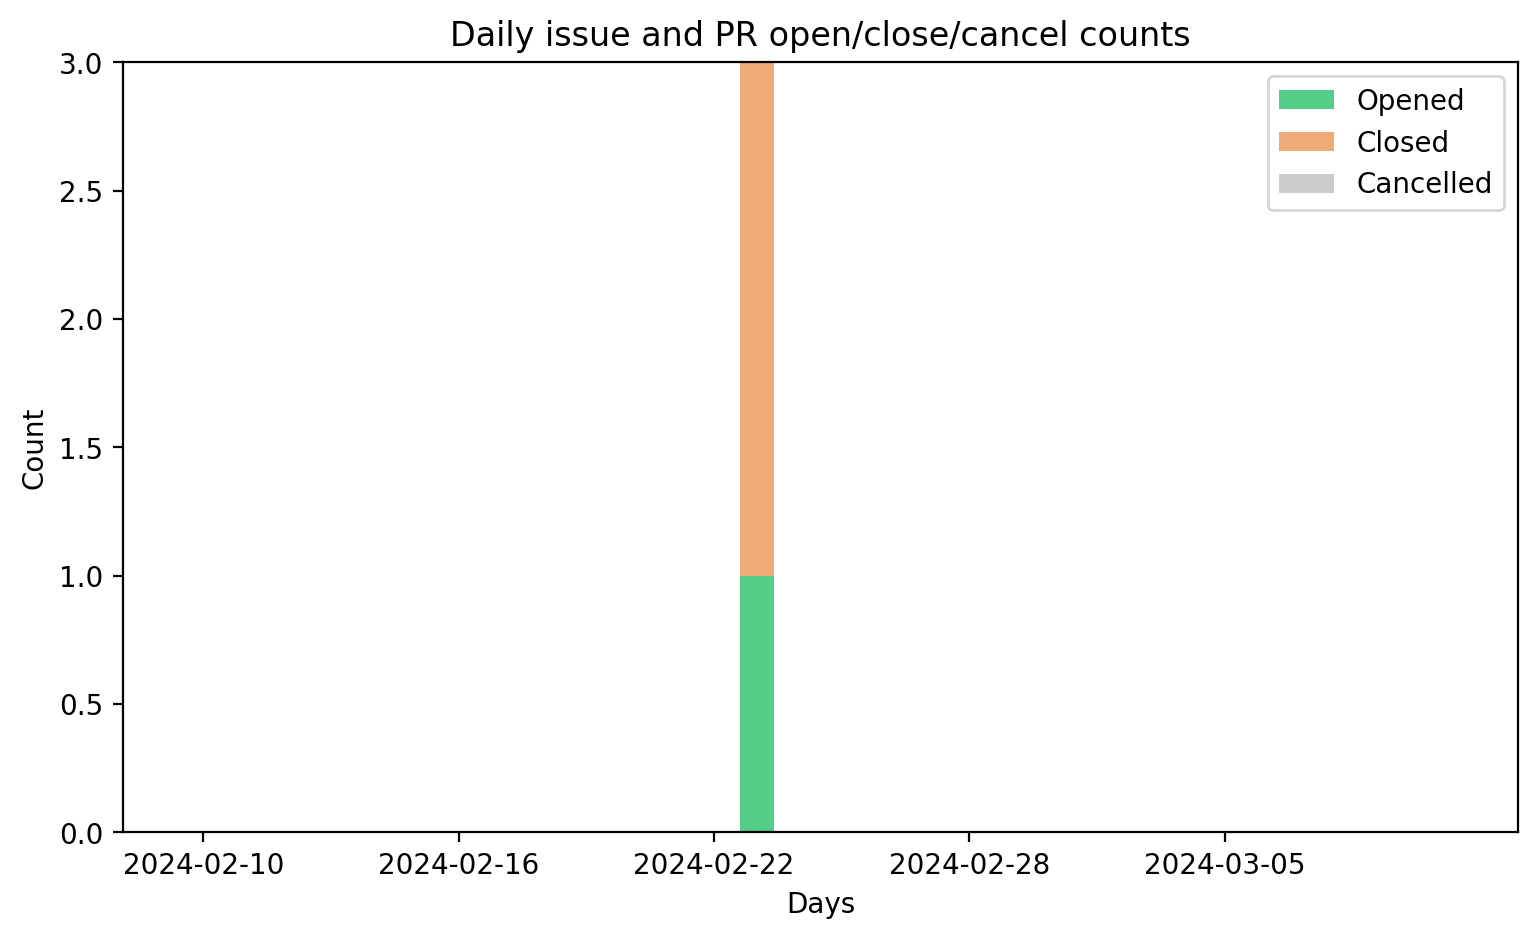 Daily issue and PR open/close/cancel counts
3.0
2.5
2.0
1.5
1.0
0.5
0.0
Count
Opened
Closed
Cancelled
2024-02-10 2024-02-16 2024-02-22 2024-02-28 2024-03-05
Days